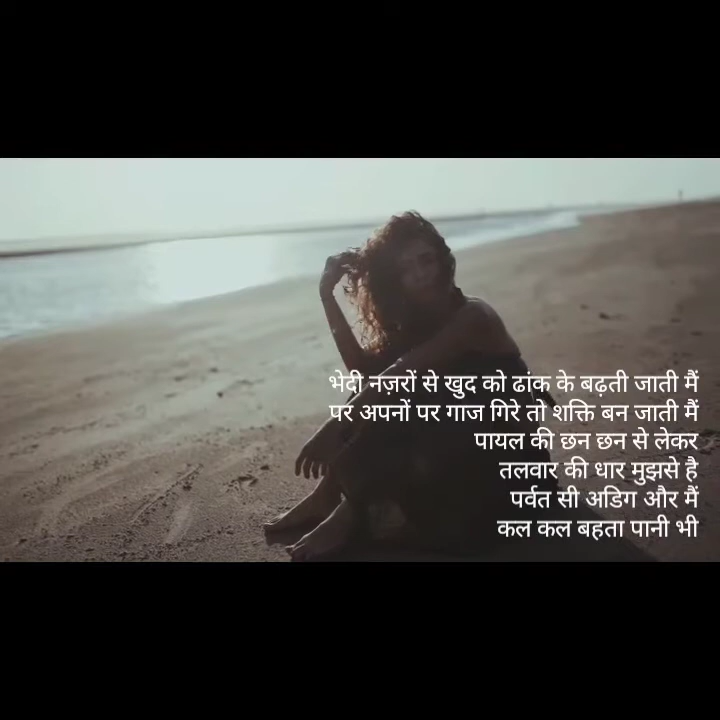 भेदी नज़रों से खुद को ढांक के बढ़ती जाती मैं
पर अपनों पर गाज गिरे तो शक्ति बन जाती मैं
पायल की छन छन से लेकर
तलवार की धार मुझसे है
पर्वत सी अडिग और मैं
कल कल बहता पानी भी